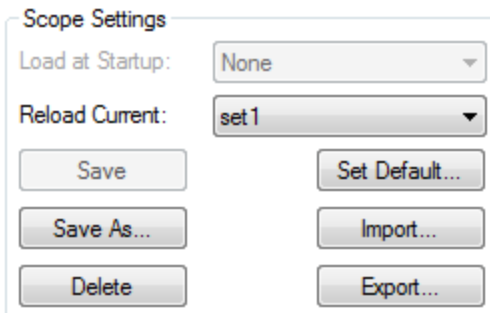 Scope Settings
Load at Startup: None
Reload Current: set1
Save Set Default...
Save As... Import...
Delete Export...